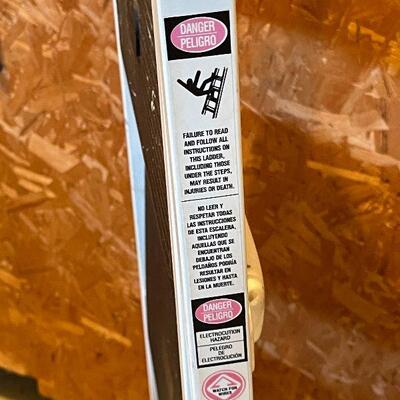 DANGER
PELIGRO
FAILURE TO READ
AND FOLLOW ALL
INSTRUCTIONS ON
THIS LADDER,
INCLUDING THOSE
UNDER THE STEPS,
MAY RESULT IN
INJURIES OR DEATH.
NO LEER Y
RESPETAR TODAS
LAS INSTRUCCIONES
DE ESTA ESCALERA,
INCLUYENDO
AQUELLAS QUE SE
ENCUENTRAN
DEBAJO DE LOS
PELDAÑOS PODRÍA
RESULTAR EN
LESIONES Y HASTA
EN LA MUERTE.
DANGER
PELIGRO
ELECTROCUTION
HAZARD
PELIGRO DE
ELECTROCUCIÓN
WATCH FOR
WIRES